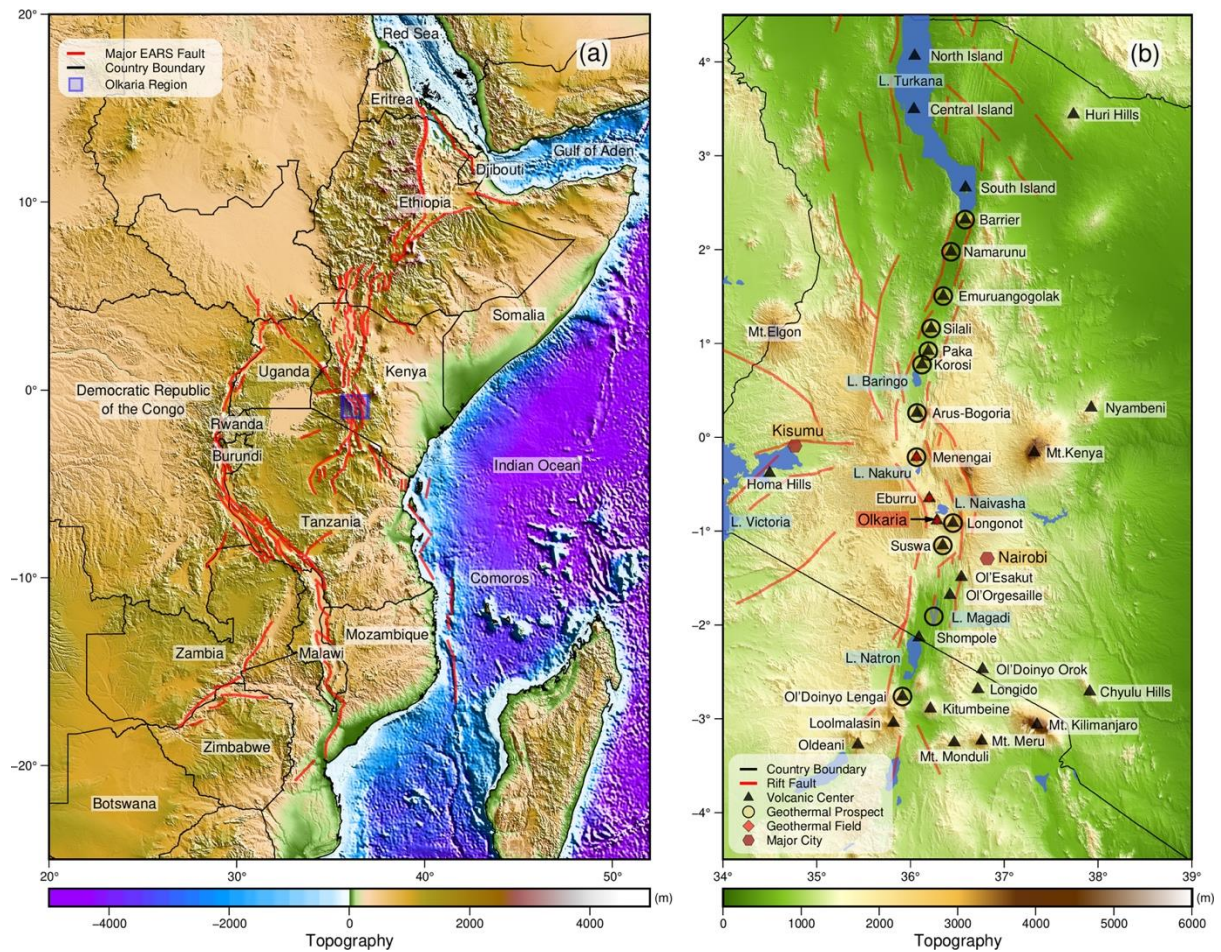 20°
10°
0°
−10°
−20°
20
30
40
50
Major EARS Fault
Country Boundary
Olkaria Region
(a)
Red Sea
Eritrea
Gulf of Aden
Djibouti
Ethiopia
Somalia
Uganda
Kenya
Democratic Republic
of the Congo
Rwanda
Burundi
Indian Ocean
Tanzania
Comoros
Mozambique
Zambia
Malawi
Zimbabwe
Botswana
−4000
−2000
0
2000
4000
(m)
Topography
(b)
4°
3°
2°
1°
0°
−1°
−2°
−3°
−4°
North Island
L. Turkana
Central Island
Huri Hills
South Island
Barrier
Namarunu
Emuruangogolak
Silali
Mt.Elgon
Paka
Korosi
L. Baringo
Nyambeni
Arus-Bogoria
Kisumu
Menengai
Mt.Kenya
L. Nakuru
Homa Hills
Eburru
L. Naivasha
Olkaria
Longonot
L. Victoria
Suswa
Nairobi
Ol'Esakut
Ol'Orgesaille
L. Magadi
Shompole
L. Natron
Ol'Doinyo Orok
Ol'Doinyo Lengai
Longido
Chyulu Hills
Kitumbeine
Loolmalasin
Mt. Kilimanjaro
Oldeani
Mt. Meru
Mt. Monduli
Country Boundary
Rift Fault
Volcanic Center
Geothermal Prospect
Geothermal Field
Major City
34
35°
36°
37°
38°
39
0
1000
2000
3000
4000
5000
6000
(m)
Topography